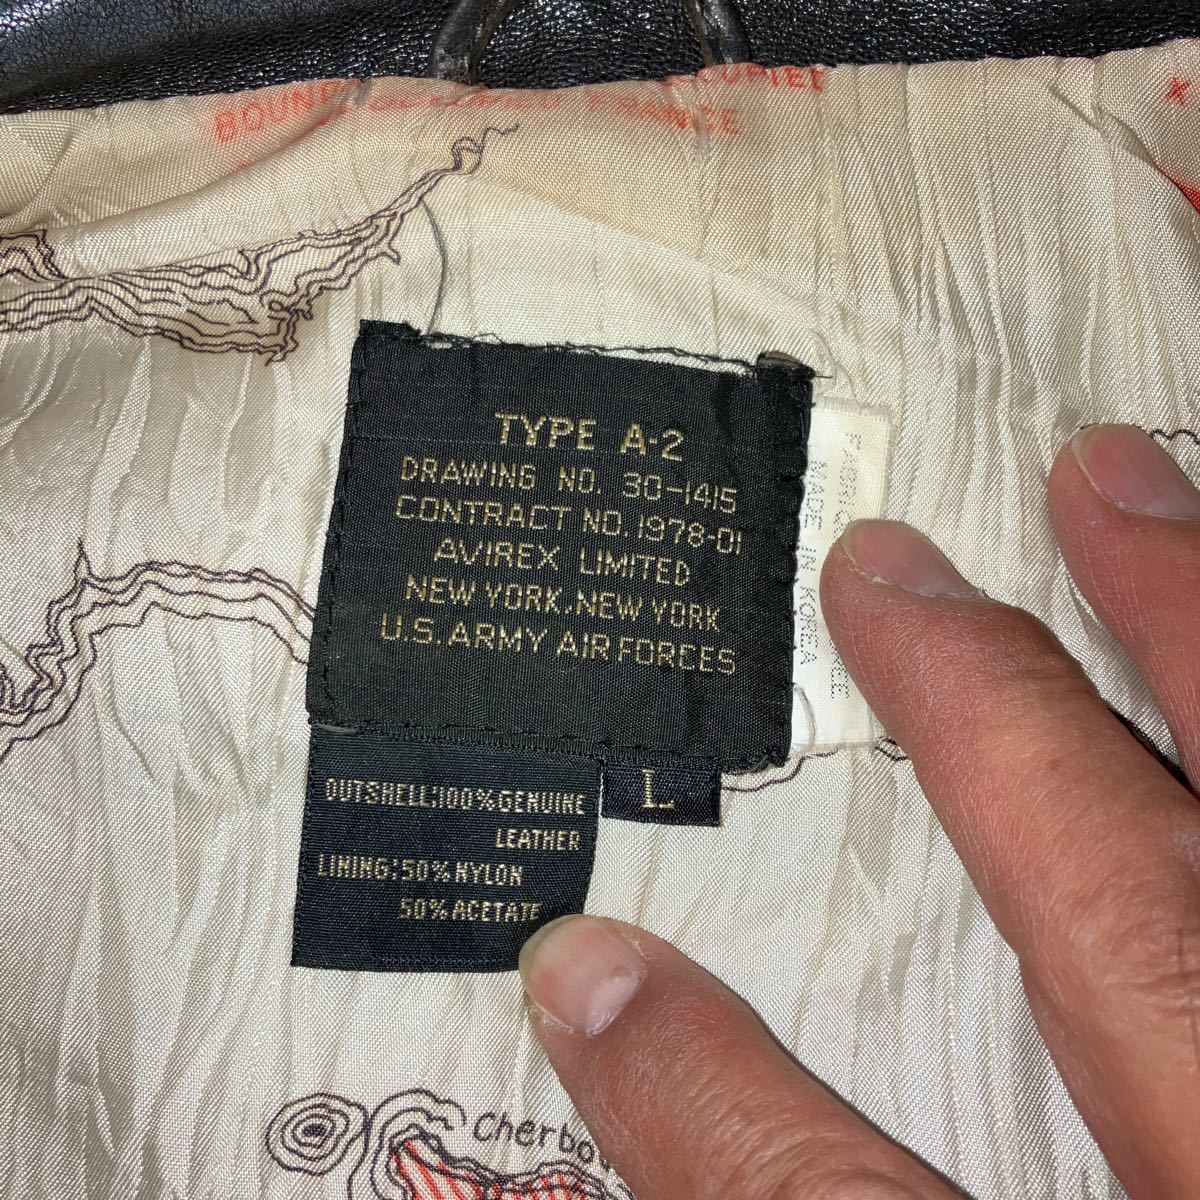 BOUND OCCUPIED FRANCE
TYPE A-2
DRAWING NO. 30-1415
CONTRACT NO. 1978-01
AVIREX LIMITED
NEW YORK, NEW YORK
U.S. ARMY AIR FORCES
MADE IN KOREA
L
OUTSHELL:100% GENUINE
LEATHER
LINING:50% NYLON
50% ACETATE